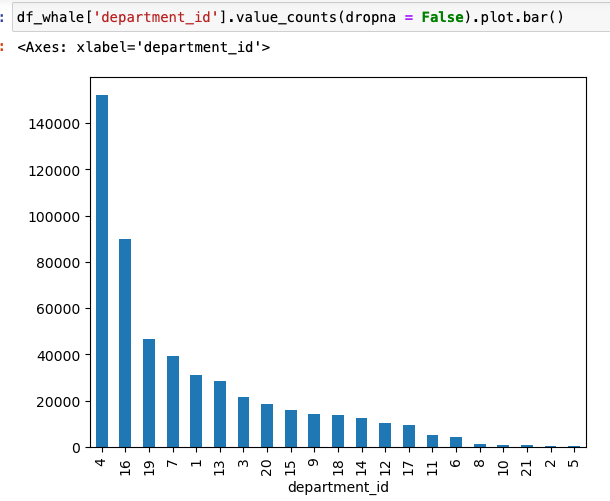 : df_whale['department_id'].value_counts(dropna = False).plot.bar()
: <Axes: xlabel='department_id'>
140000
120000
100000
80000
60000
40000
20000
0
4 16 19 7 1 13 3 20 15 9 18 14 12 17 11 6 8 10 21 2 5
department_id